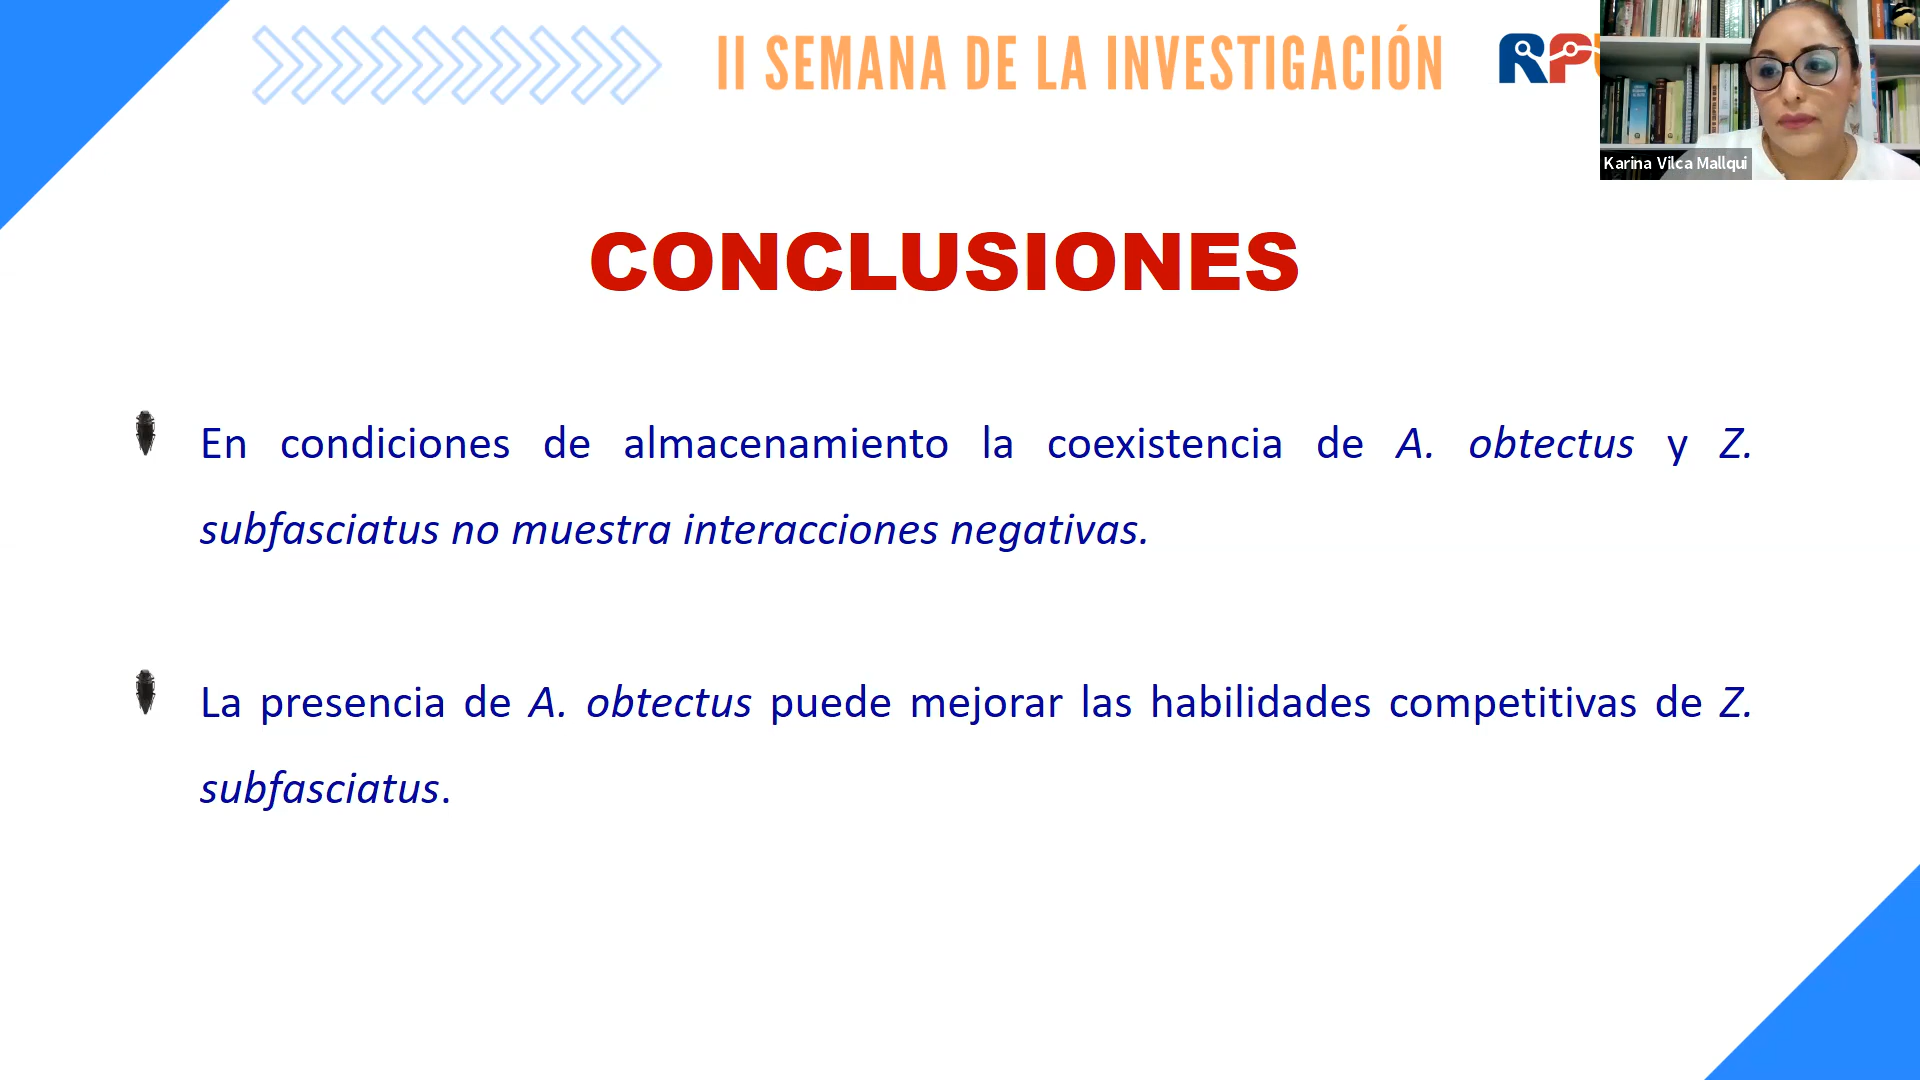 II SEMANA DE LA INVESTIGACIÓN
RP
Karina Vilca Mallqui
CONCLUSIONES
En condiciones de almacenamiento la coexistencia de A. obtectus y Z.
subfasciatus no muestra interacciones negativas.
La presencia de A. obtectus puede mejorar las habilidades competitivas de Z.
subfasciatus.